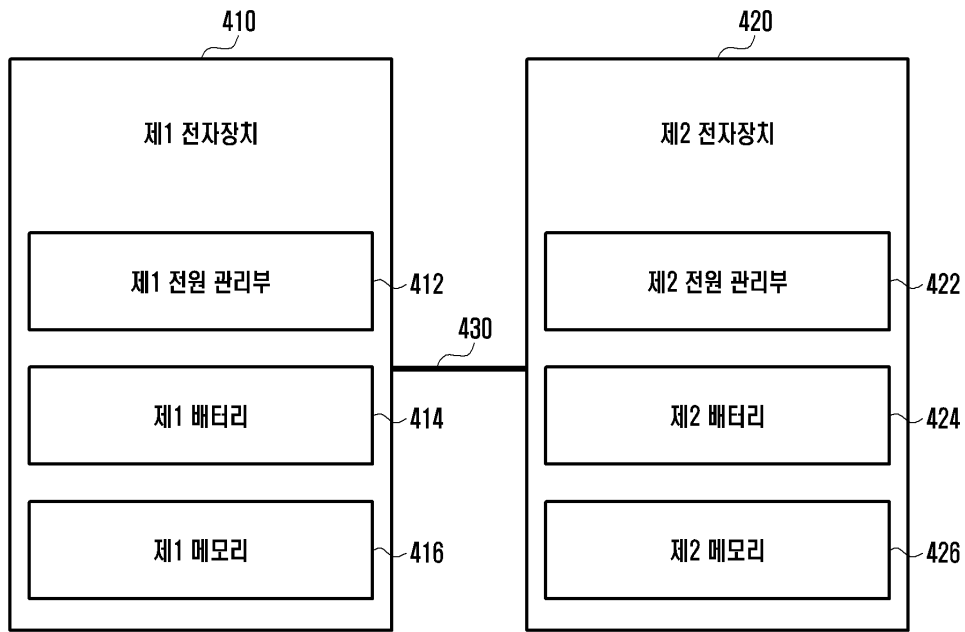 410
420
제1 전자장치
제2 전자장치
제1 전원 관리부
412
제2 전원 관리부
422
430
제1 배터리
414
제2 배터리
424
제1 메모리
416
제2 메모리
426